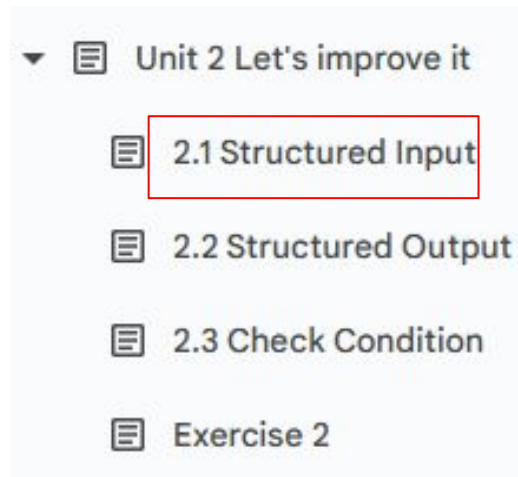 Unit 2 Let's improve it
2.1 Structured Input
2.2 Structured Output
2.3 Check Condition
Exercise 2